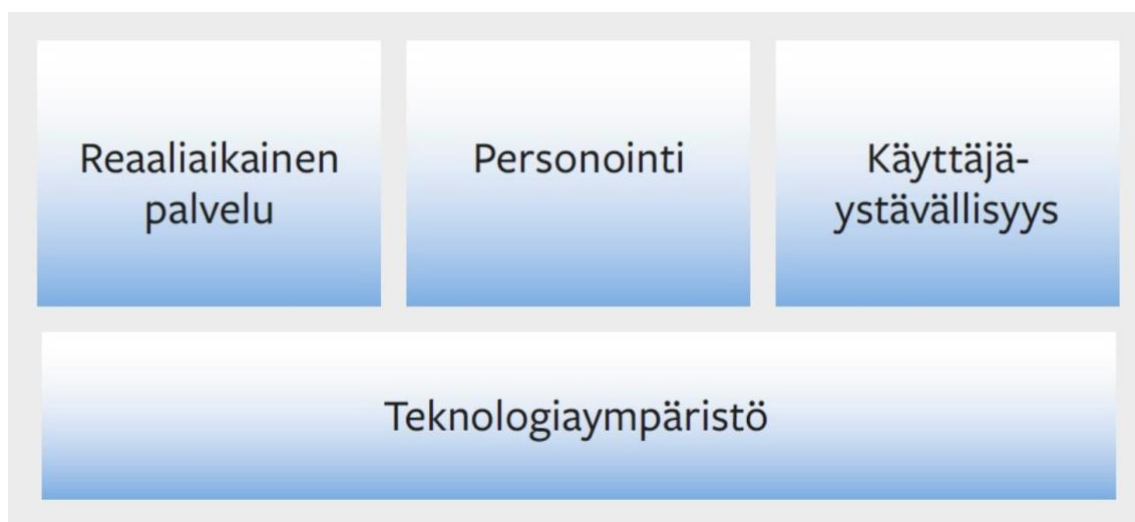 Reaaliaikainen
palvelu
Personointi
Käyttäjä-
ystävällisyys
Teknologiaympäristö